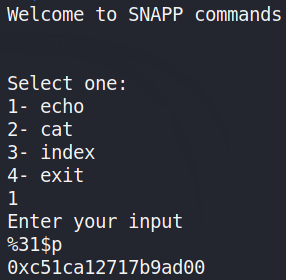 Welcome to SNAPP commands
Select one:
1- echo
2- cat
3- index
4- exit
1
Enter your input
%31$p
0xc51ca12717b9ad00